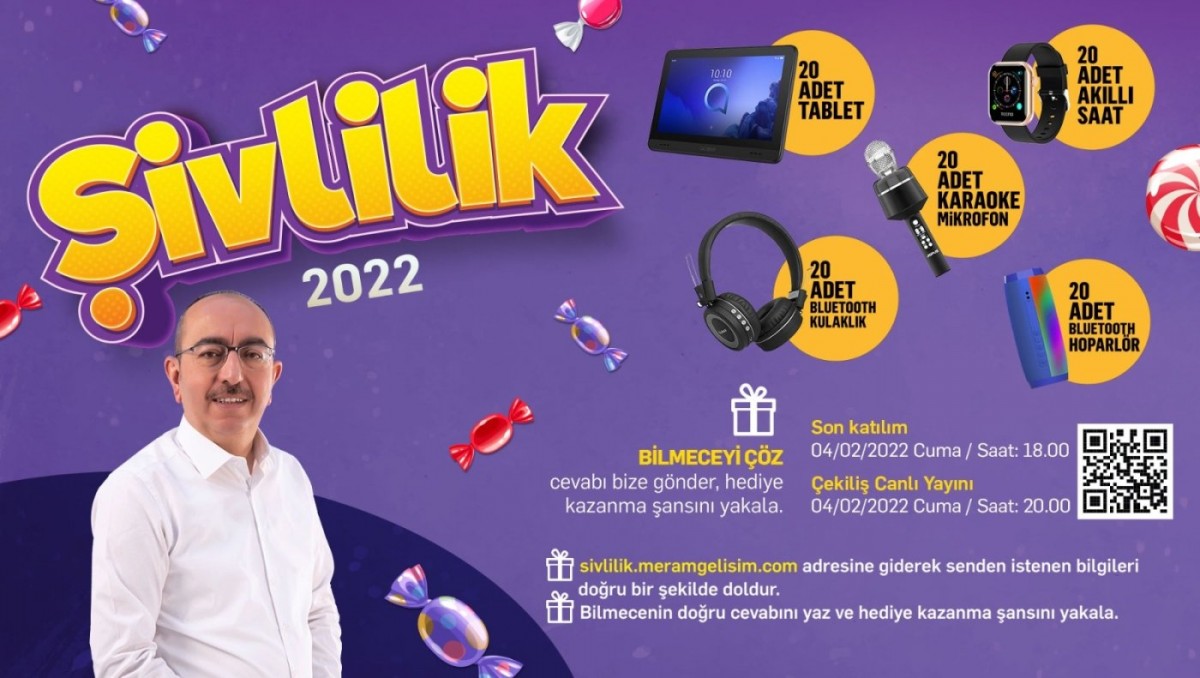 Şivlilik
2022
10:10
20
ADET
TABLET
20
ADET
AKILLI
SAAT
20
ADET
KARAOKE
MiKROFON
20
ADET
BLUETOOTH
KULAKLIK
20
ADET
BLUETOOTH
HOPARLÖR
BİLMECEYİ ÇÖZ
cevabı bize gönder, hediye
kazanma şansını yakala.
Son katılım
04/02/2022 Cuma / Saat: 18.00
Çekiliş Canlı Yayını
04/02/2022 Cuma / Saat: 20.00
sivlilik.meramgelisim.com adresine giderek senden istenen bilgileri
doğru bir şekilde doldur.
Bilmecenin doğru cevabını yaz ve hediye kazanma şansını yakala.